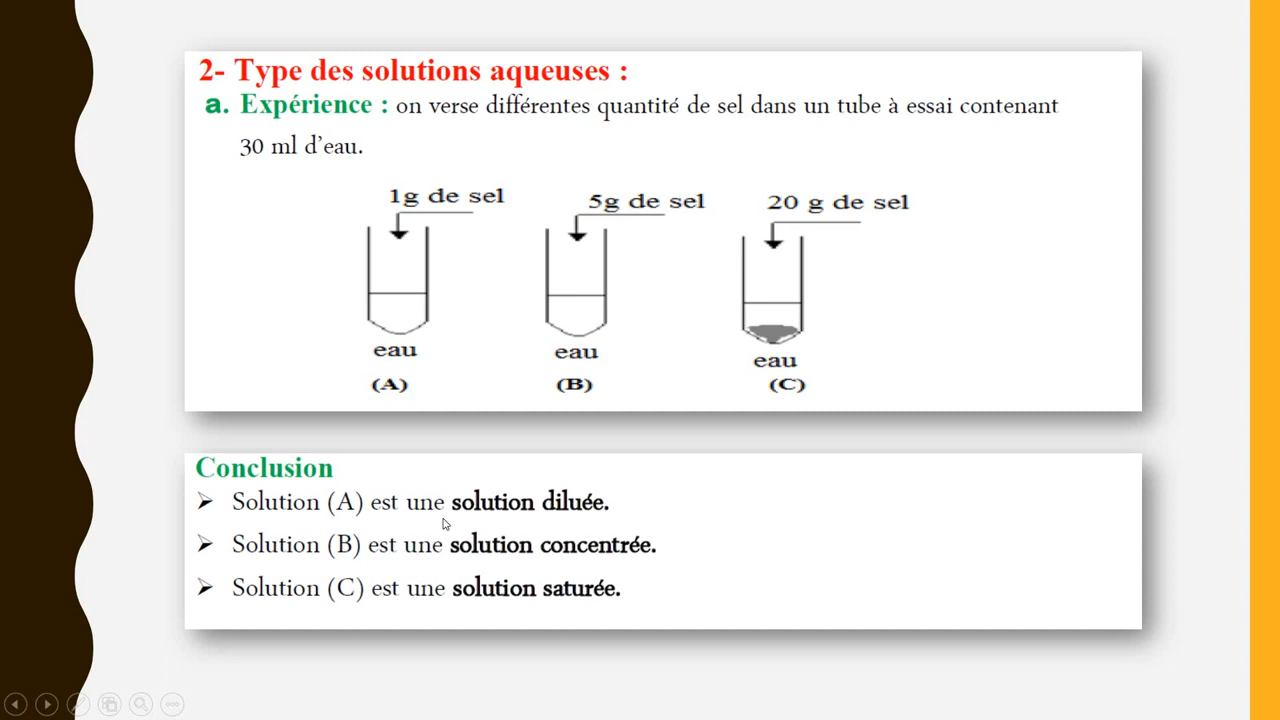 2- Type des solutions aqueuses :
a. Expérience : on verse différentes quantité de sel dans un tube à essai contenant
30 ml d’eau.
1g de sel
5g de sel
20 g de sel
eau
eau
eau
(A)
(B)
(C)
Conclusion
➢ Solution (A) est une solution diluée.
➢ Solution (B) est une solution concentrée.
➢ Solution (C) est une solution saturée.